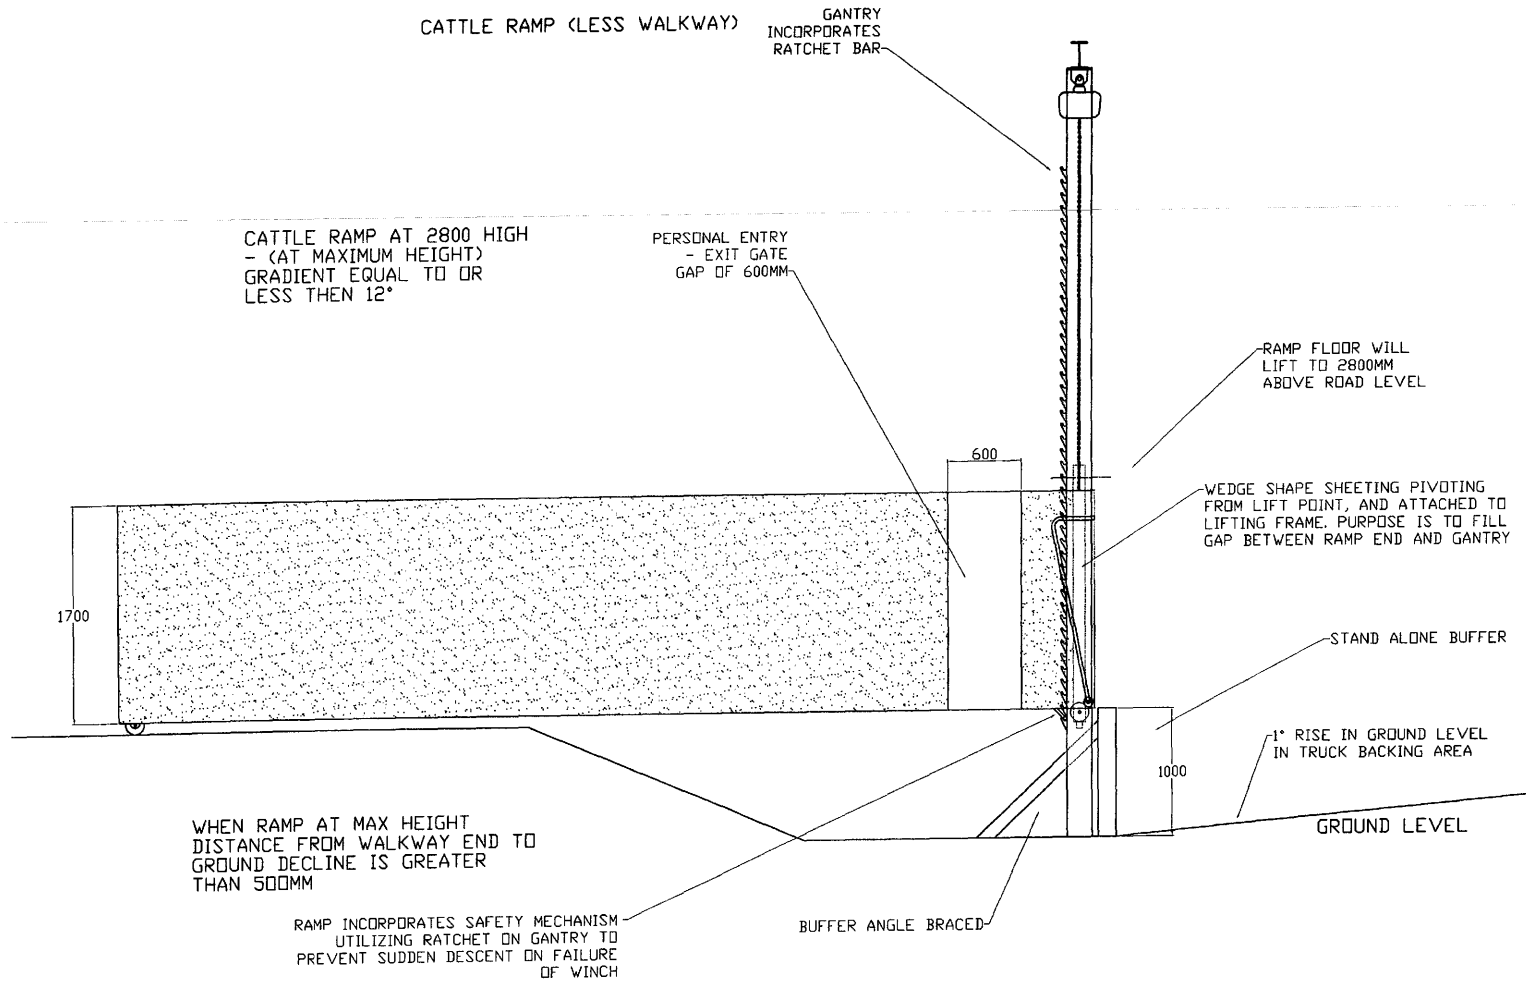 CATTLE RAMP (LESS WALKWAY)
GANTRY
INCORPORATES
RATCHET BAR
CATTLE RAMP AT 2800 HIGH
- (AT MAXIMUM HEIGHT)
GRADIENT EQUAL TO OR
LESS THEN 12°
PERSONAL ENTRY
- EXIT GATE
GAP OF 600MM
RAMP FLOOR WILL
LIFT TO 2800MM
ABOVE ROAD LEVEL
600
WEDGE SHAPE SHEETING PIVOTING
FROM LIFT POINT, AND ATTACHED TO
LIFTING FRAME. PURPOSE IS TO FILL
GAP BETWEEN RAMP END AND GANTRY
1700
STAND ALONE BUFFER
1° RISE IN GROUND LEVEL
IN TRUCK BACKING AREA
1000
GROUND LEVEL
WHEN RAMP AT MAX HEIGHT
DISTANCE FROM WALKWAY END TO
GROUND DECLINE IS GREATER
THAN 500MM
RAMP INCORPORATES SAFETY MECHANISM
UTILIZING RATCHET ON GANTRY TO
PREVENT SUDDEN DESCENT ON FAILURE
OF WINCH
BUFFER ANGLE BRACED